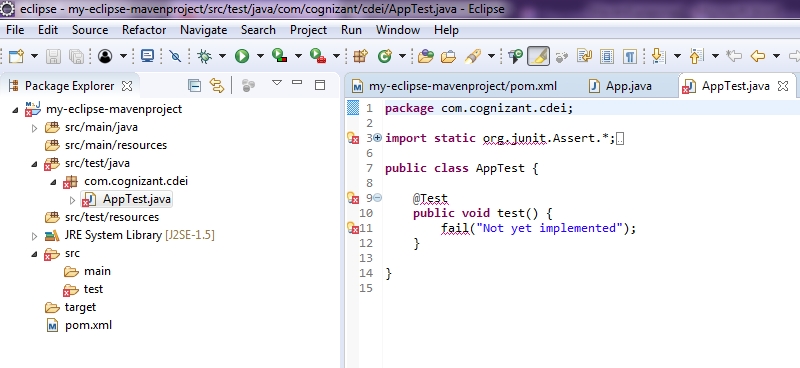 eclipse - my-eclipse-mavenproject/src/test/java/com/cognizant/cdei/AppTest.java - Eclipse
File Edit Source Refactor Navigate Search Project Run Window Help
Package Explorer
my-eclipse-mavenproject
src/main/java
src/main/resources
src/test/java
com.cognizant.cdei
AppTest.java
src/test/resources
JRE System Library [J2SE-1.5]
src
main
test
target
pom.xml
my-eclipse-mavenproject/pom.xml App.java AppTest.java
1 package com.cognizant.cdei;
2
3 import static org.junit.Assert.*;
6
7 public class AppTest {
8
9 @Test
10 public void test() {
11 fail("Not yet implemented");
12 }
13
14 }
15